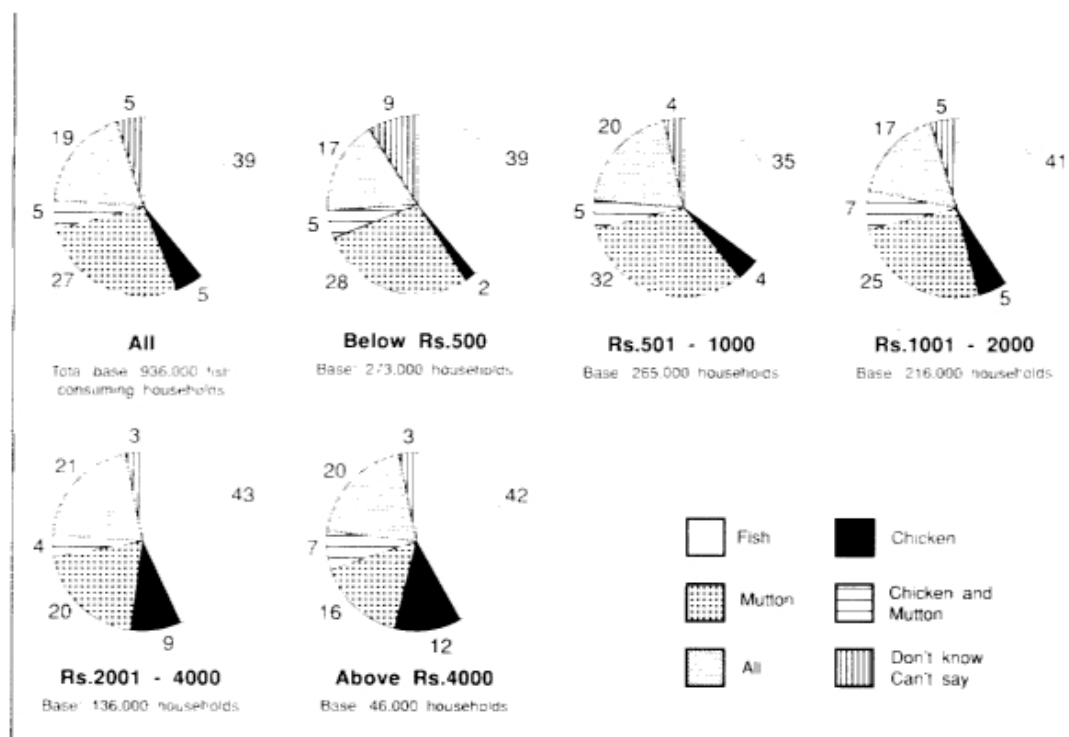 5
19
39
5
27
5
All
Tota base 936.000 fish
consuming households
9
17
39
5
28
2
Below Rs.500
Base: 273.000 households
4
20
35
5
32
4
Rs.501 - 1000
Base: 265.000 households
5
17
41
7
25
5
Rs.1001 - 2000
Base: 216.000 households
3
21
43
4
20
9
Rs.2001 - 4000
Base: 136.000 households
3
20
42
7
16
12
Above Rs.4000
Base: 46.000 households
Fish
Chicken
Mutton
Chicken and
Mutton
All
Don't know
Can't say